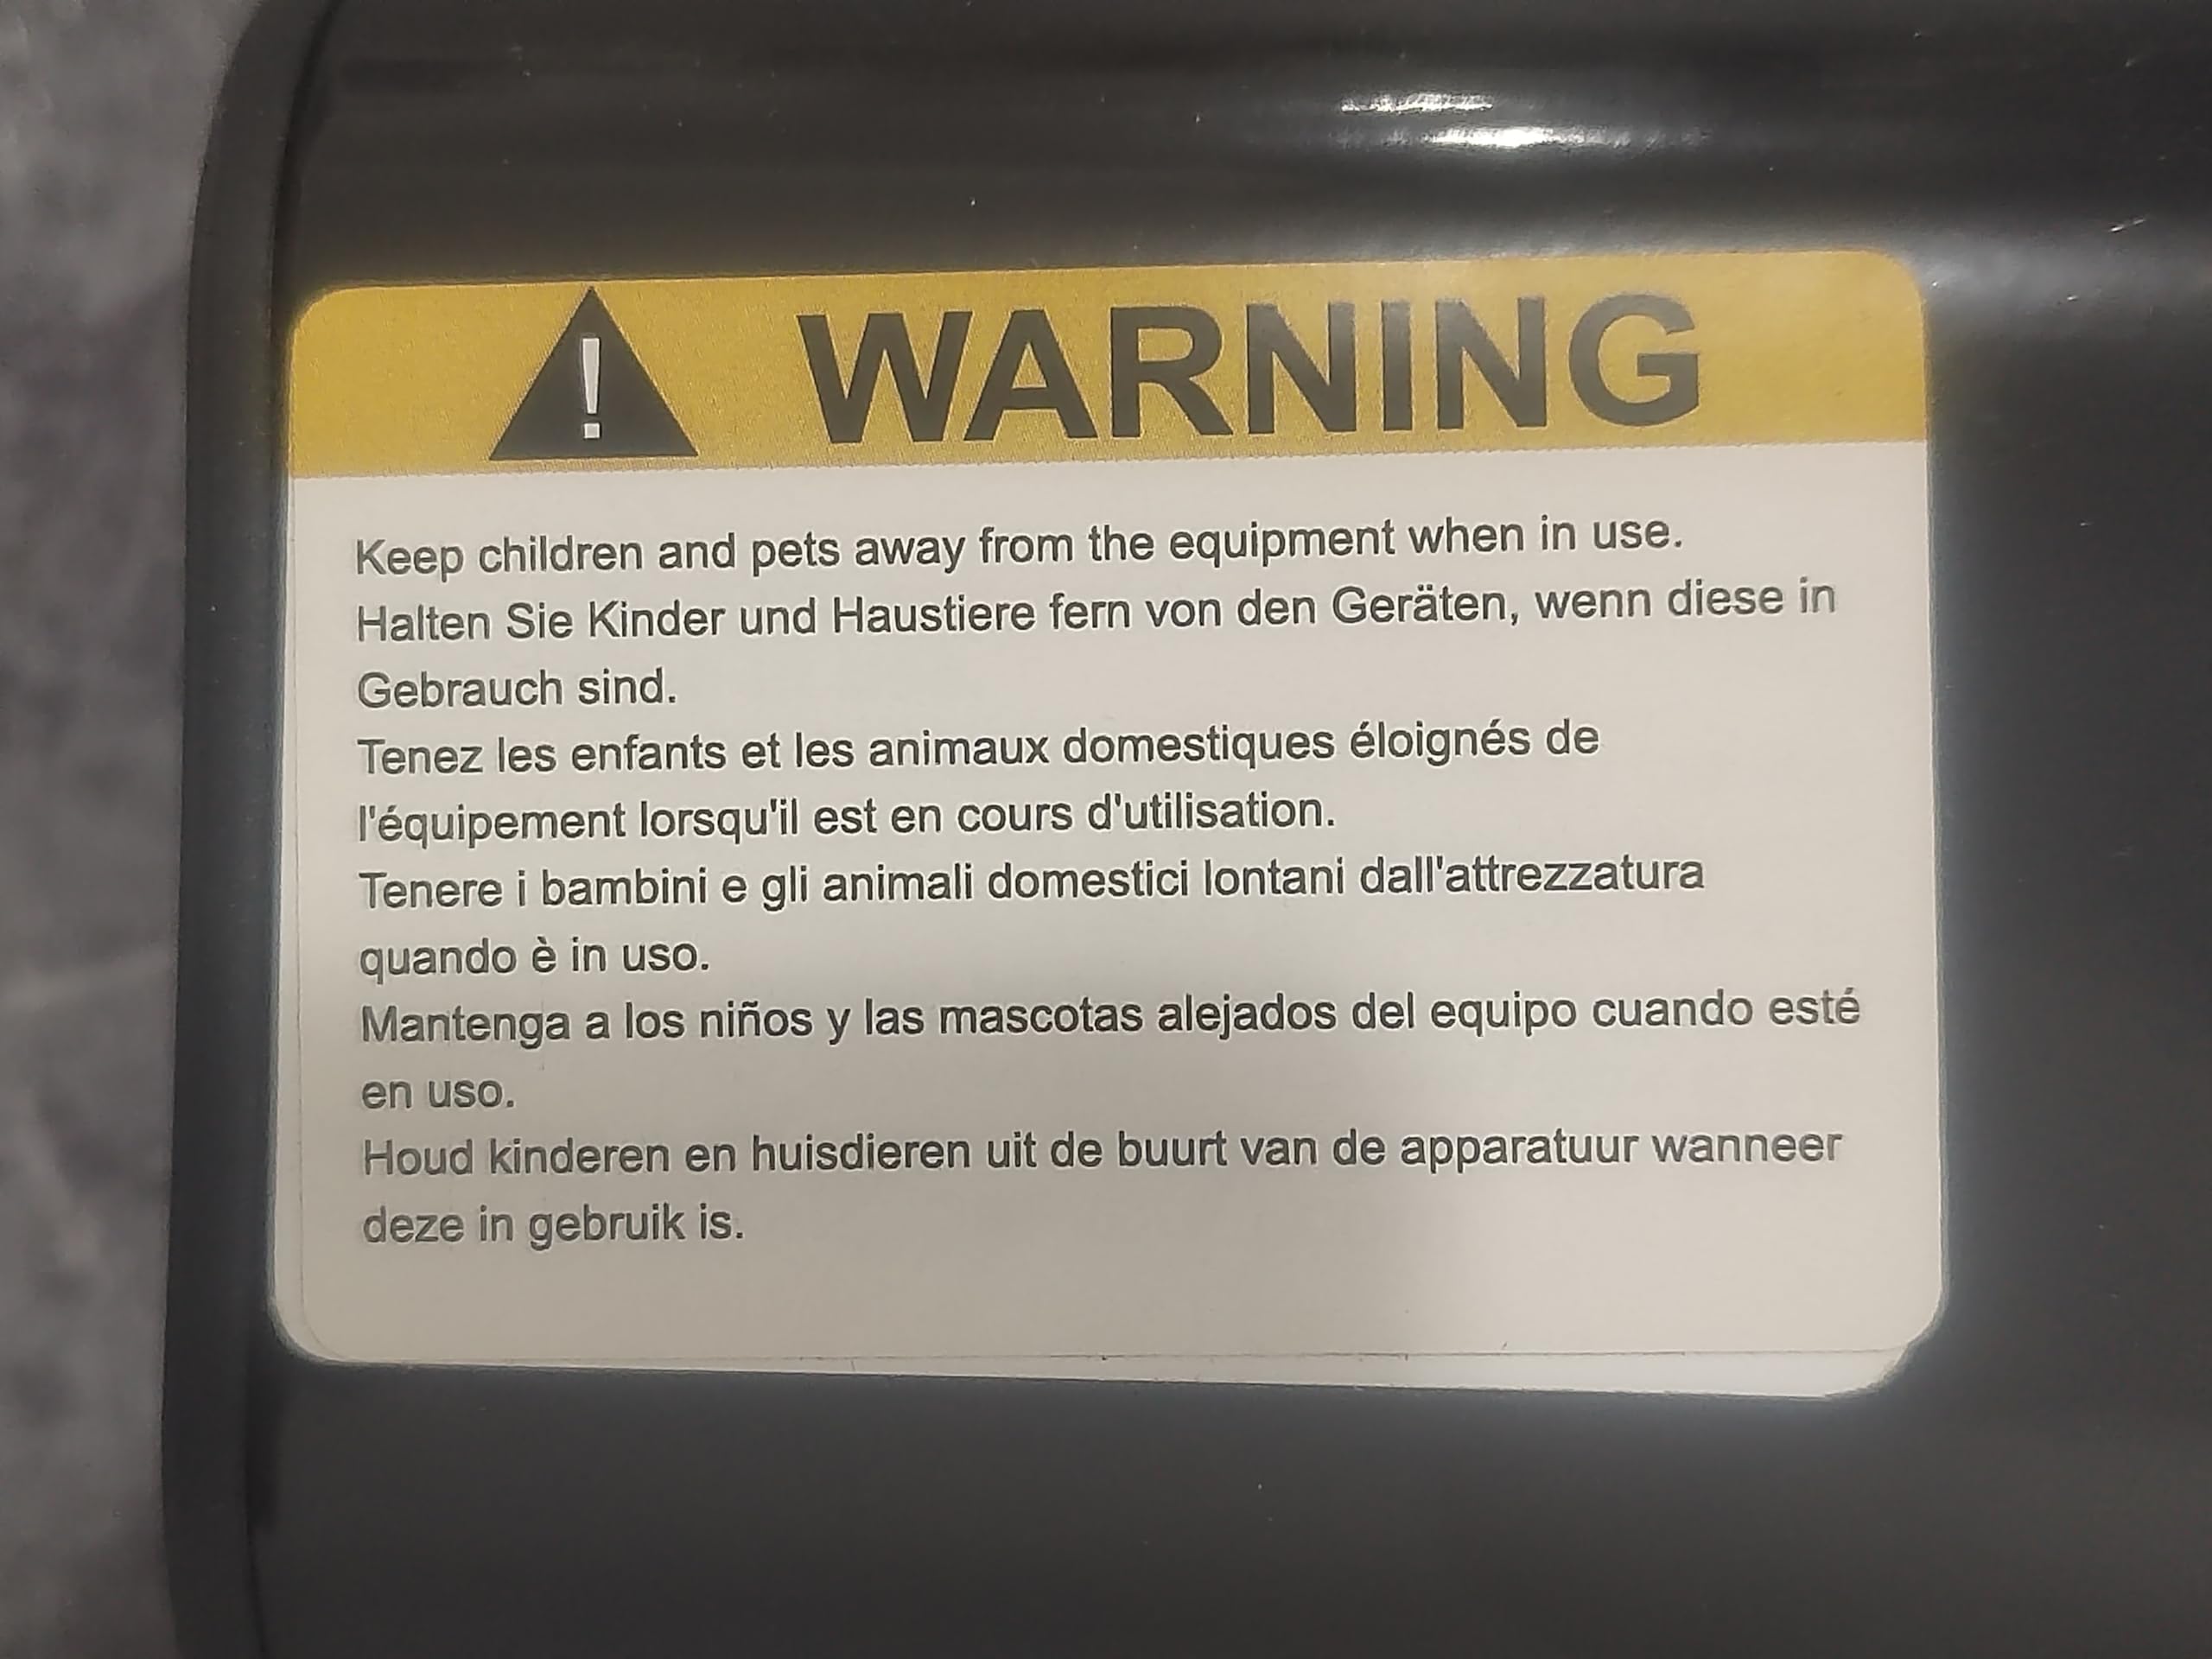 ! WARNING
Keep children and pets away from the equipment when in use.
Halten Sie Kinder und Haustiere fern von den Geräten, wenn diese in
Gebrauch sind.
Tenez les enfants et les animaux domestiques éloignés de
l'équipement lorsqu'il est en cours d'utilisation.
Tenere i bambini e gli animali domestici lontani dall'attrezzatura
quando è in uso.
Mantenga a los niños y las mascotas alejados del equipo cuando esté
en uso.
Houd kinderen en huisdieren uit de buurt van de apparatuur wanneer
deze in gebruik is.